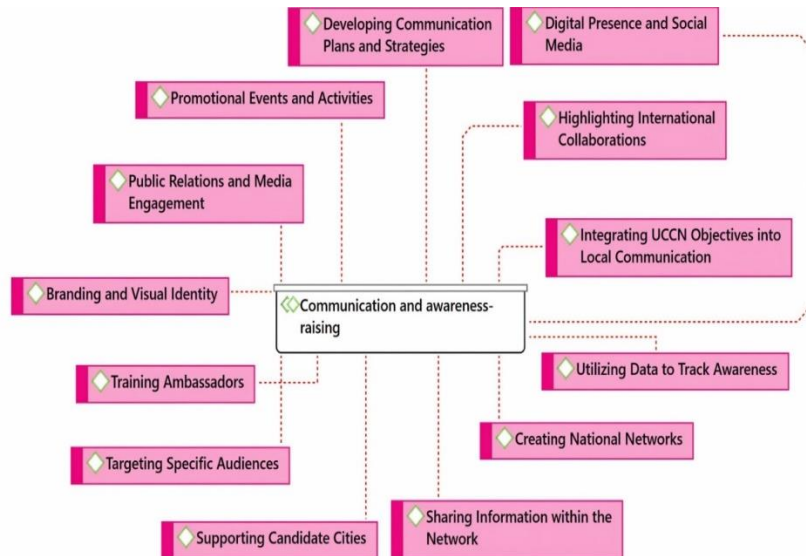 Developing Communication
Plans and Strategies
Digital Presence and Social
Media
Promotional Events and Activities
Highlighting International
Collaborations
Public Relations and Media
Engagement
Integrating UCCN Objectives into
Local Communication
Branding and Visual Identity
Communication and awareness-
raising
Training Ambassadors
Utilizing Data to Track Awareness
Creating National Networks
Targeting Specific Audiences
Supporting Candidate Cities
Sharing Information within the
Network